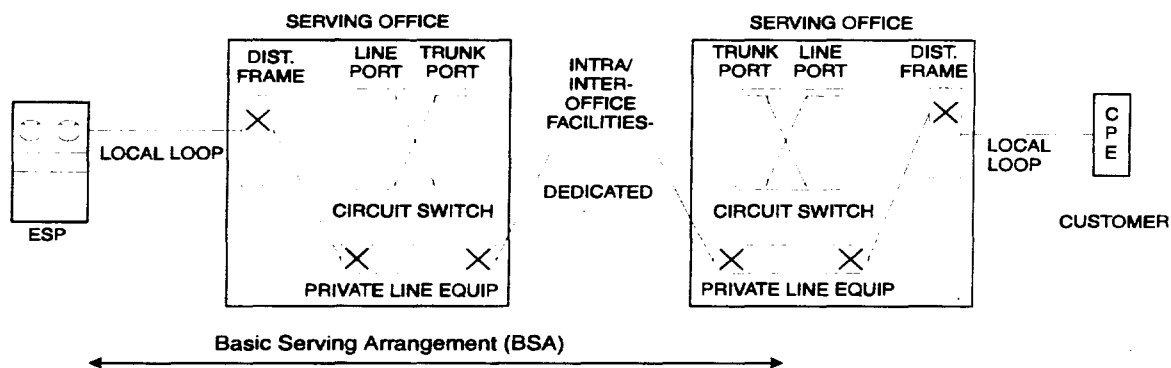 SERVING OFFICE
DIST.
FRAME
LINE
PORT
TRUNK
PORT
LOCAL LOOP
ESP
CIRCUIT SWITCH
PRIVATE LINE EQUIP
INTRA/
INTER-
OFFICE
FACILITIES-
DEDICATED
SERVING OFFICE
TRUNK
PORT
LINE
PORT
DIST.
FRAME
CIRCUIT SWITCH
PRIVATE LINE EQUIP
LOCAL
LOOP
CPE
CUSTOMER
Basic Serving Arrangement (BSA)